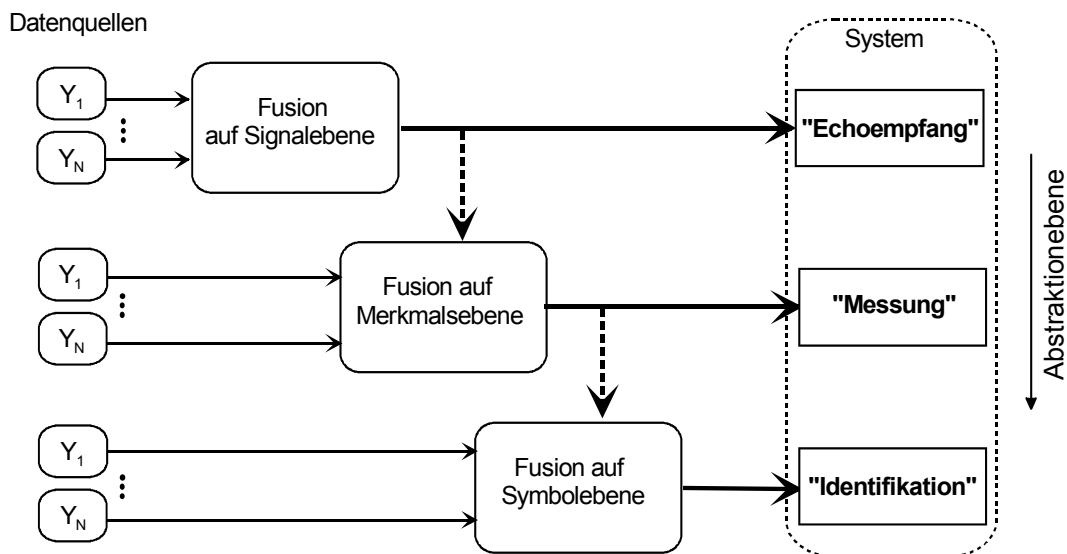 Datenquellen
System
Y1
YN
Fusion
auf Signalebene
"Echoempfang"
Y1
YN
Fusion auf
Merkmalsebene
"Messung"
Y1
YN
Fusion auf
Symbolebene
"Identifikation"
Abstraktionebene